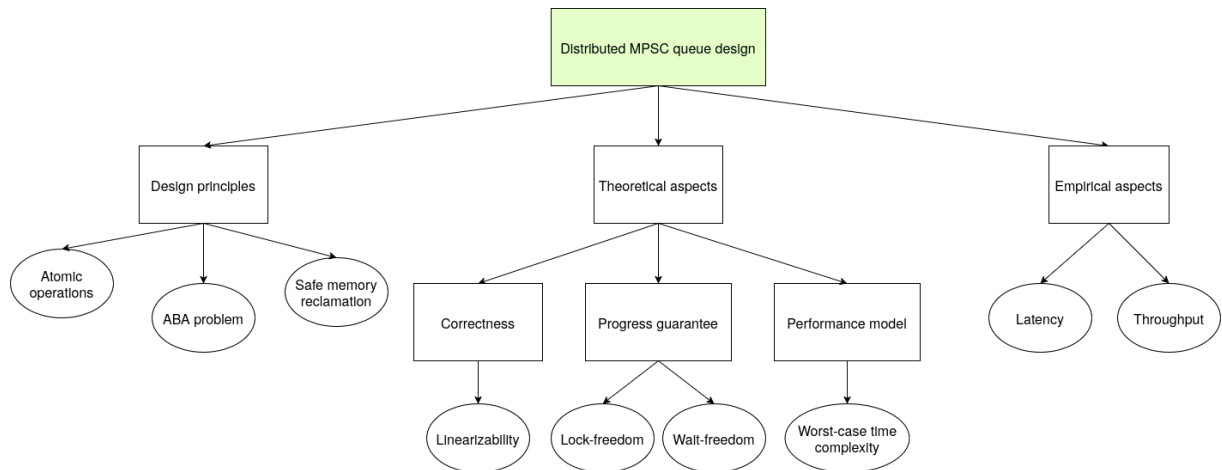 Distributed MPSC queue design
Design principles
Theoretical aspects
Empirical aspects
Atomic
operations
ABA problem
Safe memory
reclamation
Correctness
Progress guarantee
Performance model
Latency
Throughput
Linearizability
Lock-freedom
Wait-freedom
Worst-case time
complexity